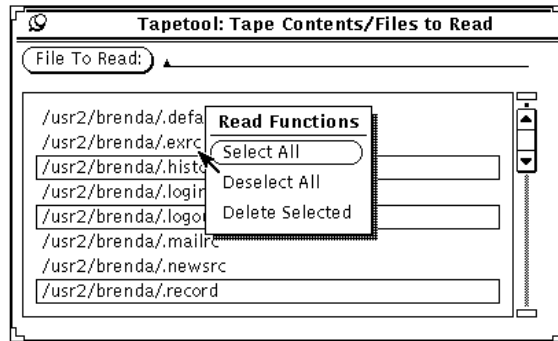 Tapetool: Tape Contents/Files to Read
File To Read:
/usr2/brenda/.defa
/usr2/brenda/.exrc
/usr2/brenda/.histo
/usr2/brenda/.login
/usr2/brenda/.logou
/usr2/brenda/.mailrc
/usr2/brenda/.newsrc
/usr2/brenda/.record
Read Functions
Select All
Deselect All
Delete Selected